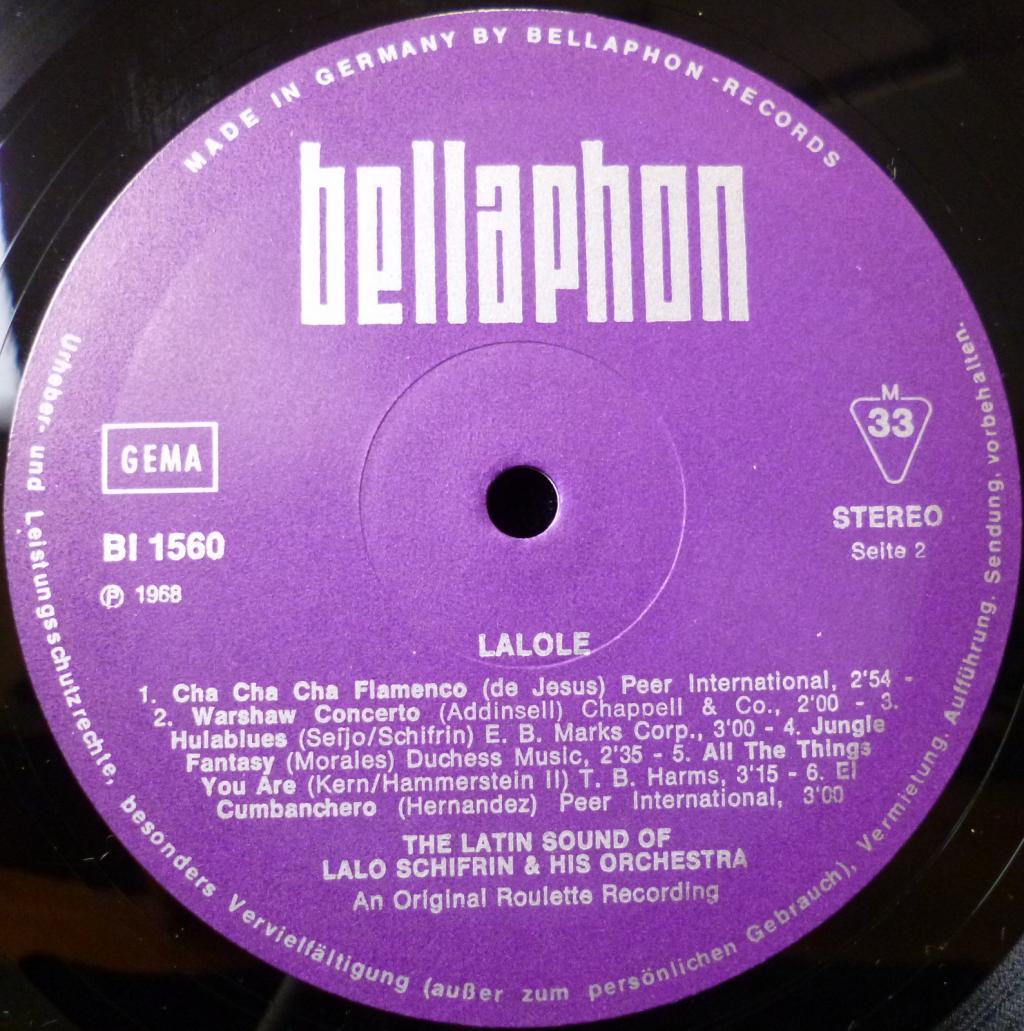 MADE IN GERMANY BY BELLAPHON-RECORDS
bellaphon
GEMA
BI 1560
℗ 1968
M
33
STEREO
Seite 2
LALOLE
1. Cha Cha Cha Flamenco (de Jesus) Peer International, 2'54 -
2. Warshaw Concerto (Addinsell) Chappell & Co., 2'00 - 3.
Hulablues (Seijo/Schifrin) E. B. Marks Corp., 3'00 - 4. Jungle
Fantasy (Morales) Duchess Music, 2'35 - 5. All The Things
You Are (Kern/Hammerstein II) T. B. Harms, 3'15 - 6. El
Cumbanchero (Hernandez) Peer International, 3'00
THE LATIN SOUND OF
LALO SCHIFRIN & HIS ORCHESTRA
An Original Roulette Recording
Urheber- und Leistungsschutzrechte, besonders Vervielfältigung (außer zum persönlichen Gebrauch), Vermietung, Aufführung, Sendung, vorbehalten.